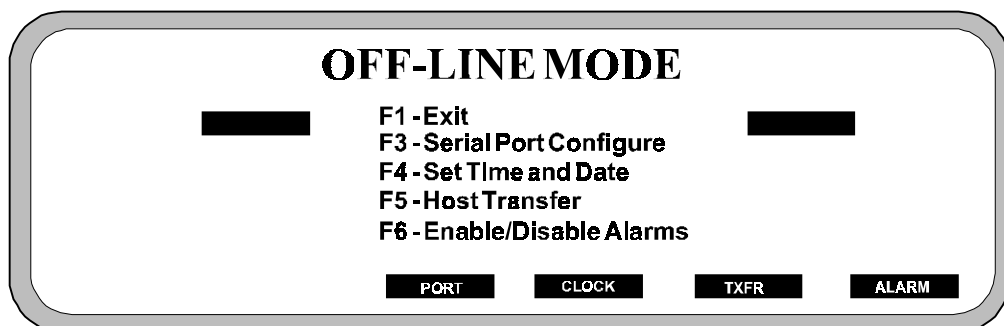 OFF-LINE MODE
F1 - Exit
F3 - Serial Port Configure
F4 - Set Time and Date
F5 - Host Transfer
F6 - Enable/Disable Alarms
PORT CLOCK TXFR ALARM